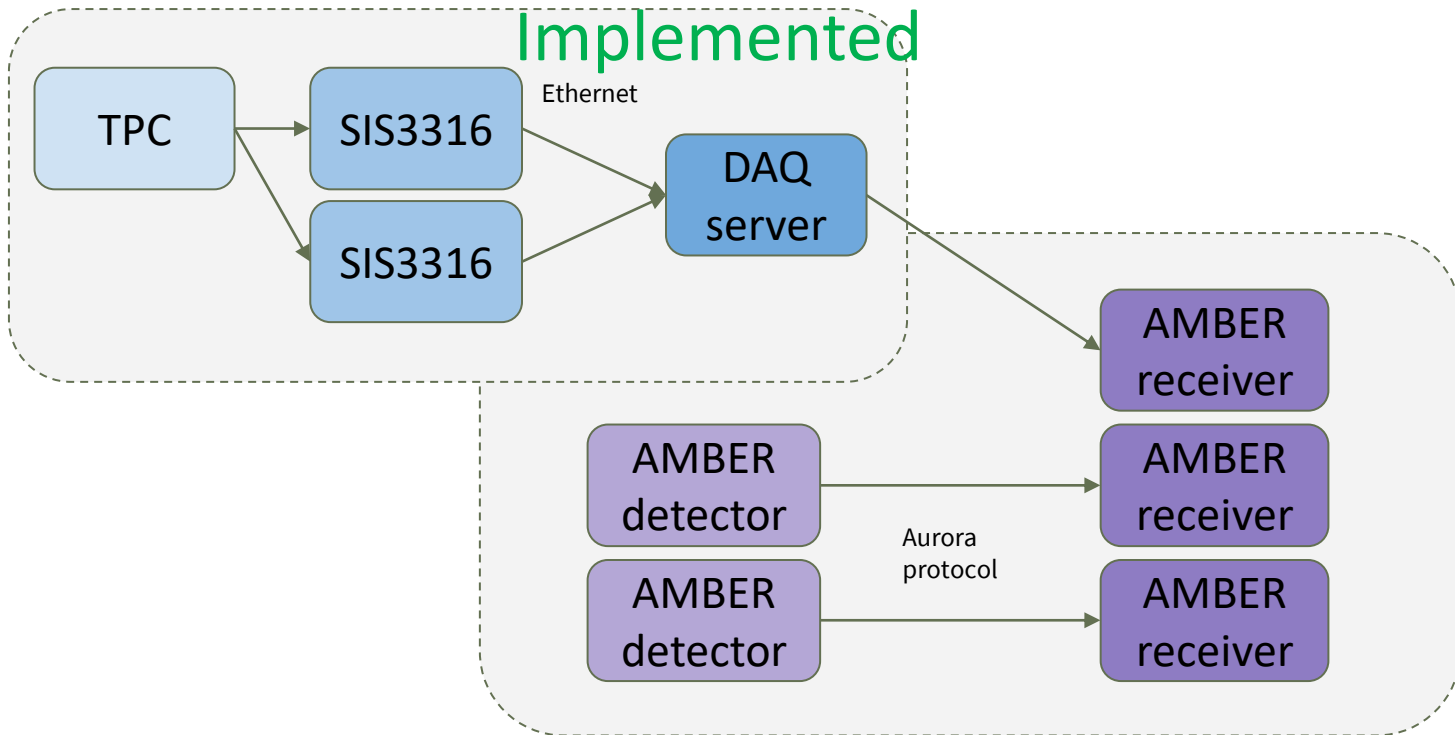 Implemented
Ethernet
TPC
SIS3316
SIS3316
DAQ
server
AMBER
receiver
AMBER
detector
AMBER
receiver
Aurora
protocol
AMBER
detector
AMBER
receiver